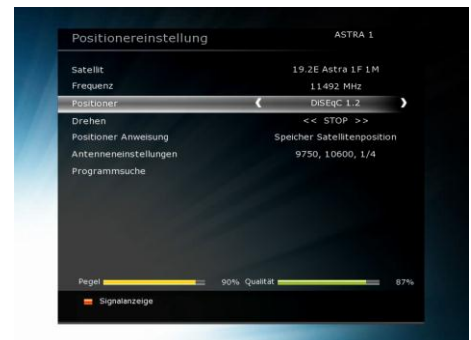 Positionereinstellung ASTRA 1
Satellit 19.2E Astra 1F 1M
Frequenz 11492 MHz
Positioner DiSEqC 1.2
Drehen << STOP >>
Positioner Anweisung Speicher Satellitenposition
Antenneneinstellungen 9750, 10600, 1/4
Programmsuche
Pegel 90% Qualität 87%
Signalanzeige